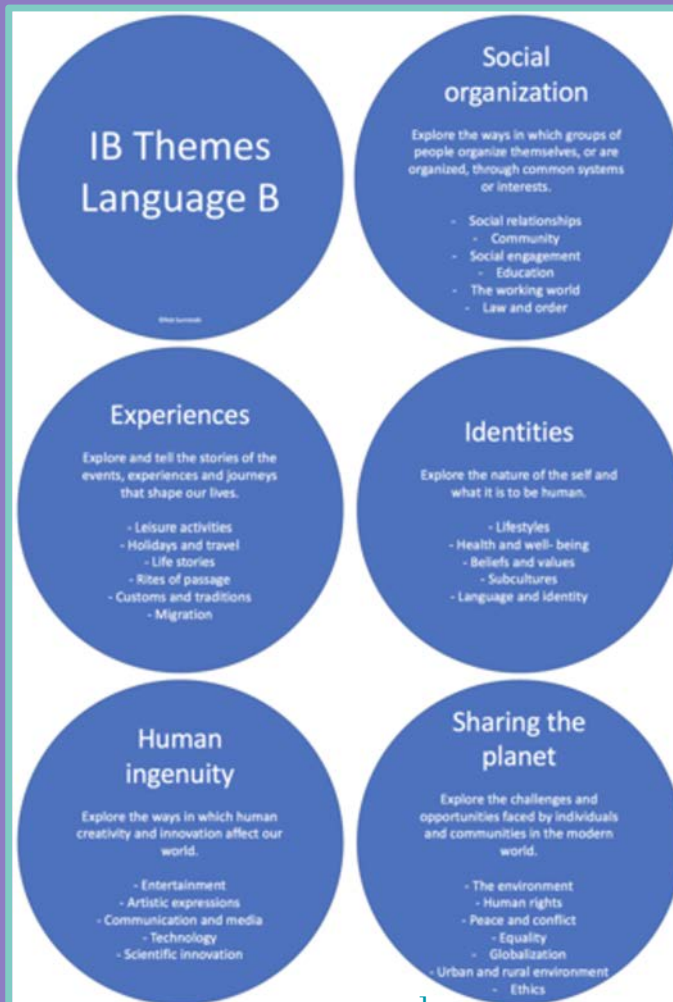 IB Themes
Language B
Social
organization
Explore the ways in which groups of
people organize themselves, or are
organized, through common systems
or interests.
- Social relationships
- Community
- Social engagement
- Education
- The working world
- Law and order
Experiences
Explore and tell the stories of the
events, experiences and journeys
that shape our lives.
- Leisure activities
- Holidays and travel
- Life stories
- Rites of passage
- Customs and traditions
- Migration
Identities
Explore the nature of the self and
what it is to be human.
- Lifestyles
- Health and well- being
- Beliefs and values
- Subcultures
- Language and identity
Human
ingenuity
Explore the ways in which human
creativity and innovation affect our
world.
- Entertainment
- Artistic expressions
- Communication and media
- Technology
- Scientific innovation
Sharing the
planet
Explore the challenges and
opportunities faced by individuals
and communities in the modern
world.
- The environment
- Human rights
- Peace and conflict
- Equality
- Globalization
- Urban and rural environment
- Ethics